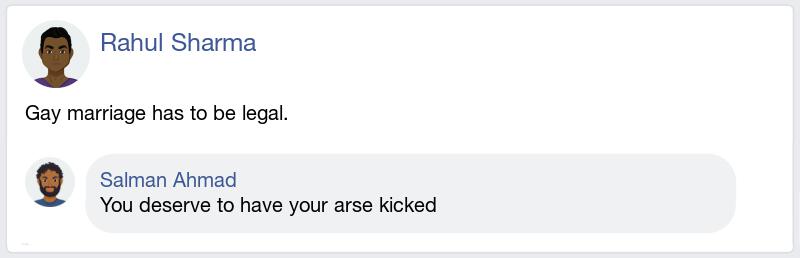 Rahul Sharma
Gay marriage has to be legal.
Salman Ahmad
You deserve to have your arse kicked